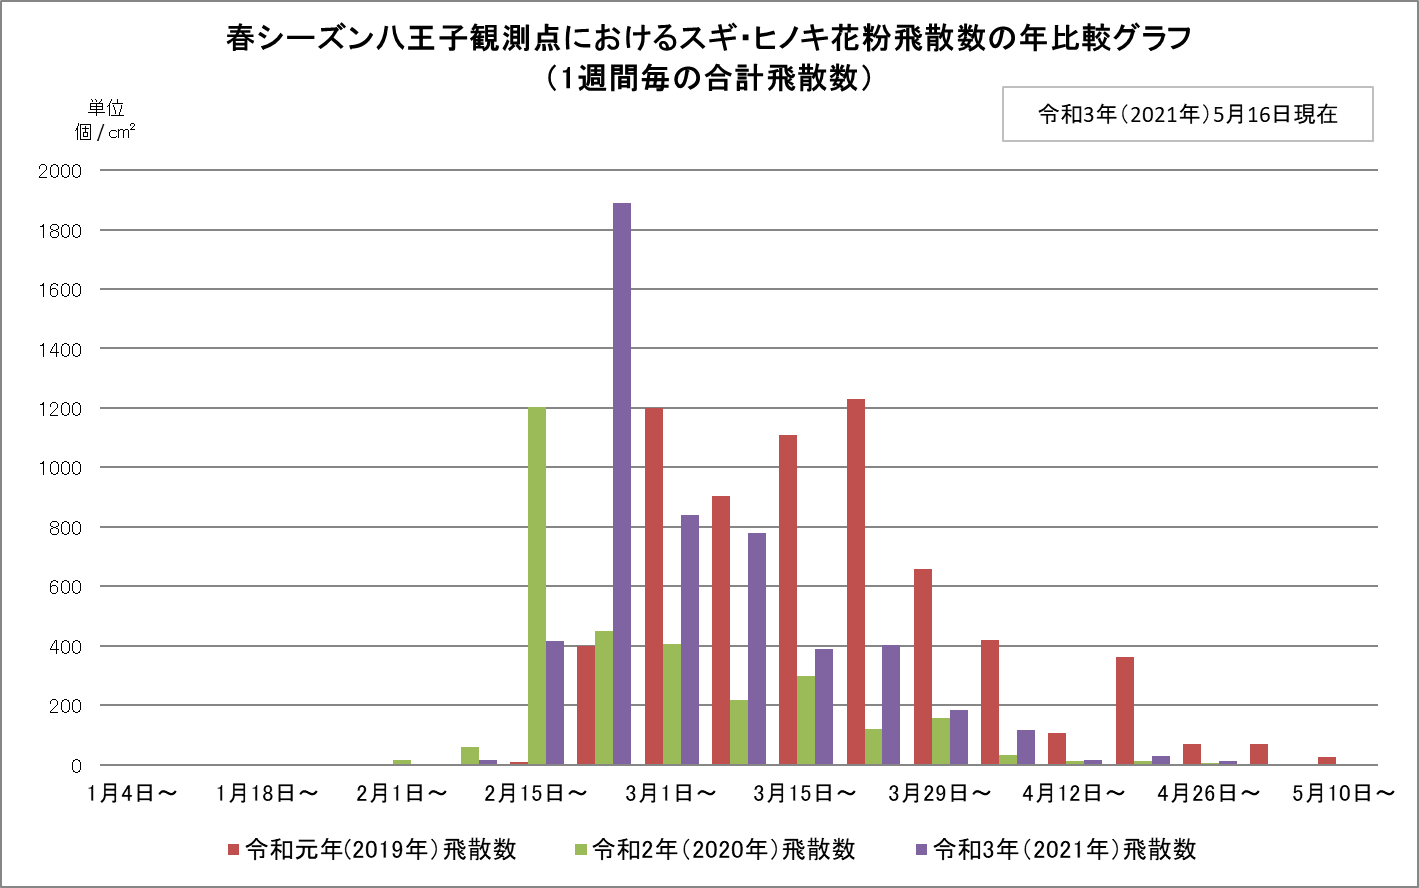 春シーズン八王子観測点におけるスギ・ヒノキ花粉飛散数の年比較グラフ
（1週間毎の合計飛散数）
単位
個/c㎡
令和3年（2021年）5月16日現在
2000
1800
1600
1400
1200
1000
800
600
400
200
0
1月4日～ 1月18日～ 2月1日～ 2月15日～ 3月1日～ 3月15日～ 3月29日～ 4月12日～ 4月26日～ 5月10日～
令和元年(2019年）飛散数 令和2年（2020年）飛散数 令和3年（2021年）飛散数